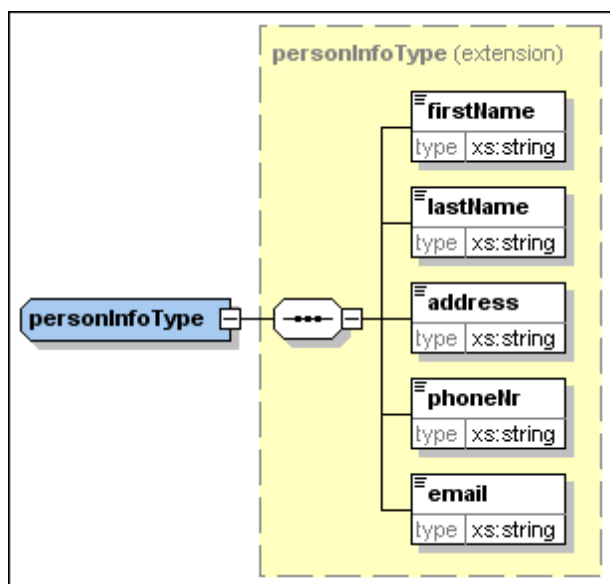 personInfoType (extension)
firstName
type xs:string
lastName
type xs:string
personInfoType
address
type xs:string
phoneNr
type xs:string
email
type xs:string